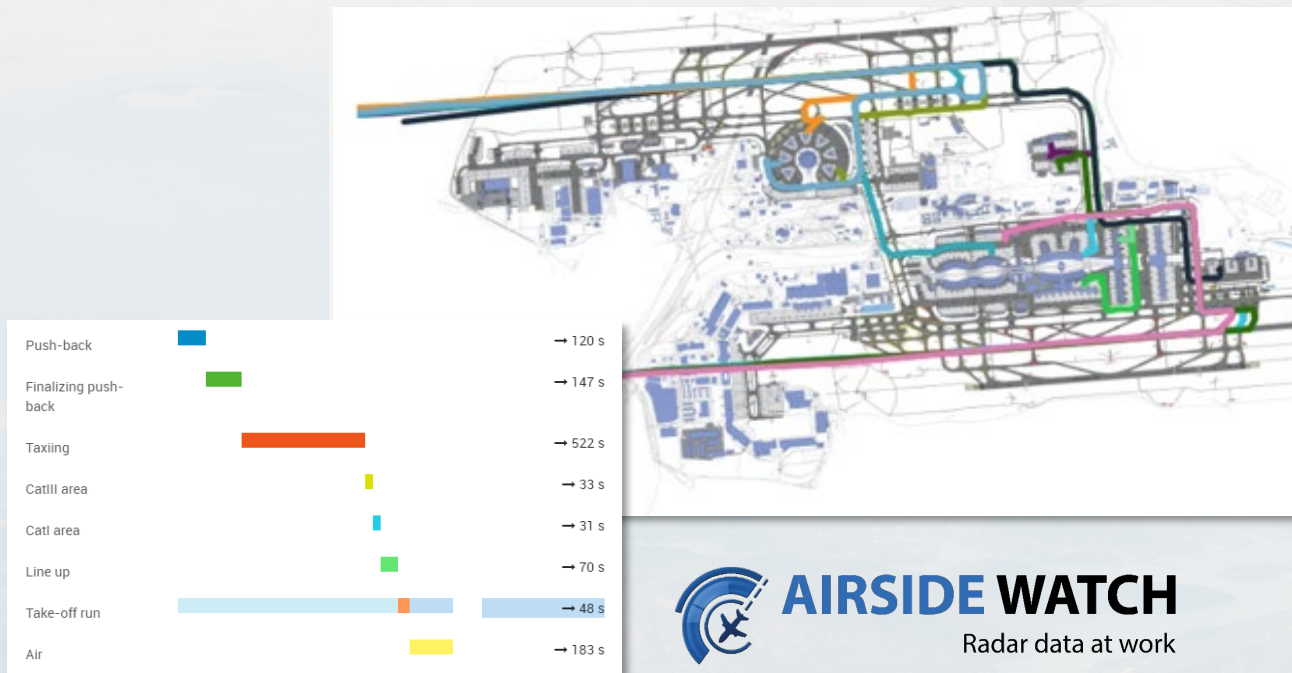 Push-back → 120 s
Finalizing push-
back → 147 s
Taxiing → 522 s
CatIII area → 33 s
CatI area → 31 s
Line up → 70 s
Take-off run → 48 s
Air → 183 s
AIRSIDE WATCH
Radar data at work